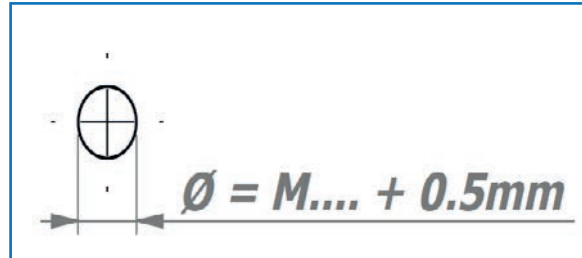 Ø = M.... + 0.5mm